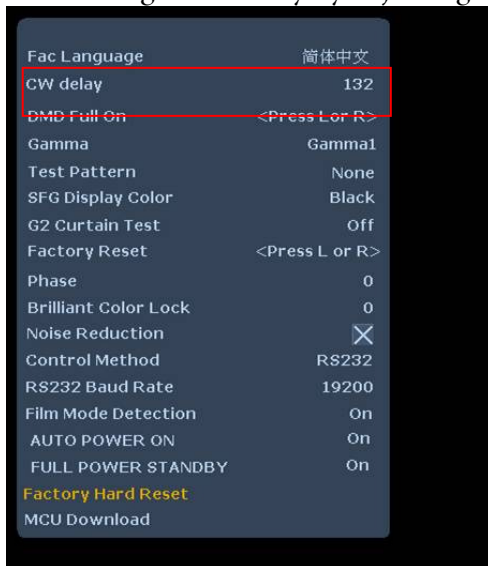 Fac Language 简体中文
CW delay 132
DMD Full On <Press L or R>
Gamma Gamma1
Test Pattern None
SFG Display Color Black
G2 Curtain Test Off
Factory Reset <Press L or R>
Phase 0
Brilliant Color Lock 0
Noise Reduction
Control Method RS232
RS232 Baud Rate 19200
Film Mode Detection On
AUTO POWER ON On
FULL POWER STANDBY On
Factory Hard Reset
MCU Download